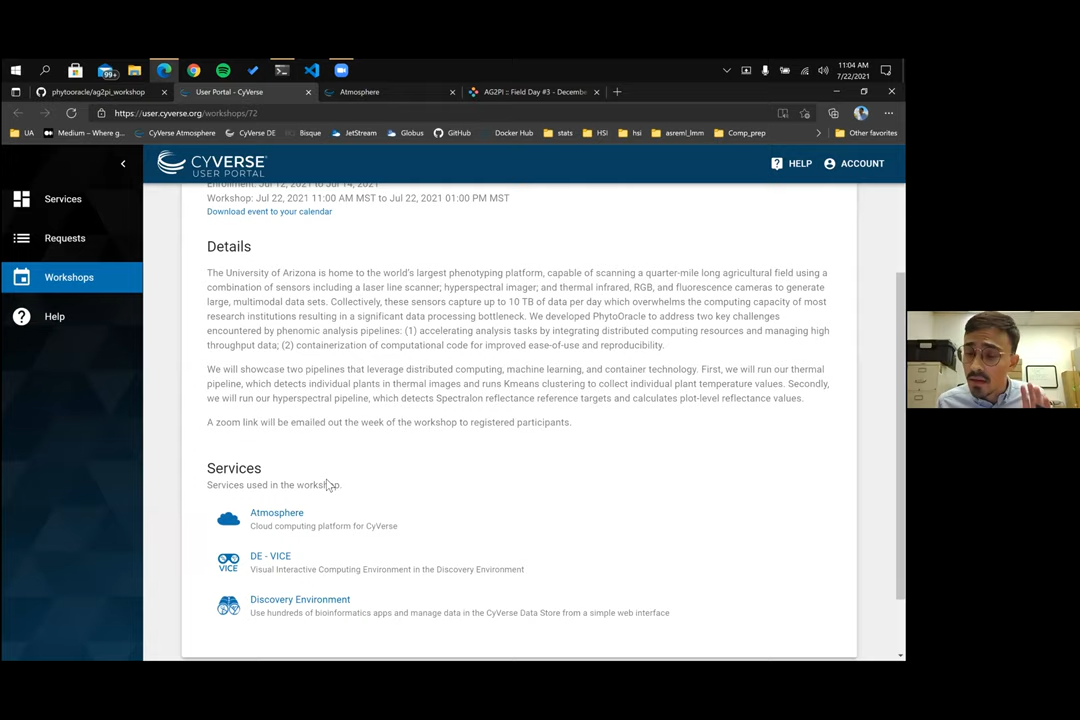 99+
11:04 AM
7/22/2021
phytooracle/ag2pi_workshop
User Portal - CyVerse
Atmosphere
AG2PI :: Field Day #3 - Decemb
https://user.cyverse.org/workshops/72
UA
Medium – Where g...
CyVerse Atmosphere
CyVerse DE
Bisque
JetStream
Globus
GitHub
Docker Hub
stats
HSI
hsi
asreml_lmm
Comp_prep
Other favorites
CYVERSE
USER PORTAL
HELP
ACCOUNT
Services
Requests
Workshops
Help
Enrollment: Jul 12, 2021 to Jul 14, 2021
Workshop: Jul 22, 2021 11:00 AM MST to Jul 22, 2021 01:00 PM MST
Download event to your calendar
Details
The University of Arizona is home to the world's largest phenotyping platform, capable of scanning a quarter-mile long agricultural field using a
combination of sensors including a laser line scanner; hyperspectral imager; and thermal infrared, RGB, and fluorescence cameras to generate
large, multimodal data sets. Collectively, these sensors capture up to 10 TB of data per day which overwhelms the computing capacity of most
research institutions resulting in a significant data processing bottleneck. We developed PhytoOracle to address two key challenges
encountered by phenomic analysis pipelines: (1) accelerating analysis tasks by integrating distributed computing resources and managing high
throughput data; (2) containerization of computational code for improved ease-of-use and reproducibility.
We will showcase two pipelines that leverage distributed computing, machine learning, and container technology. First, we will run our thermal
pipeline, which detects individual plants in thermal images and runs Kmeans clustering to collect individual plant temperature values. Secondly,
we will run our hyperspectral pipeline, which detects Spectralon reflectance reference targets and calculates plot-level reflectance values.
A zoom link will be emailed out the week of the workshop to registered participants.
Services
Services used in the workshop.
Atmosphere
Cloud computing platform for CyVerse
VICE
DE - VICE
Visual Interactive Computing Environment in the Discovery Environment
Discovery Environment
Use hundreds of bioinformatics apps and manage data in the CyVerse Data Store from a simple web interface